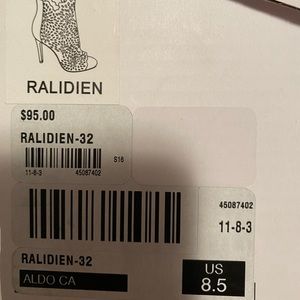 RALIDIEN
$95.00
RALIDIEN-32
S16
11-8-3 45087402
45087402
11-8-3
RALIDIEN-32
ALDO CA
US
8.5